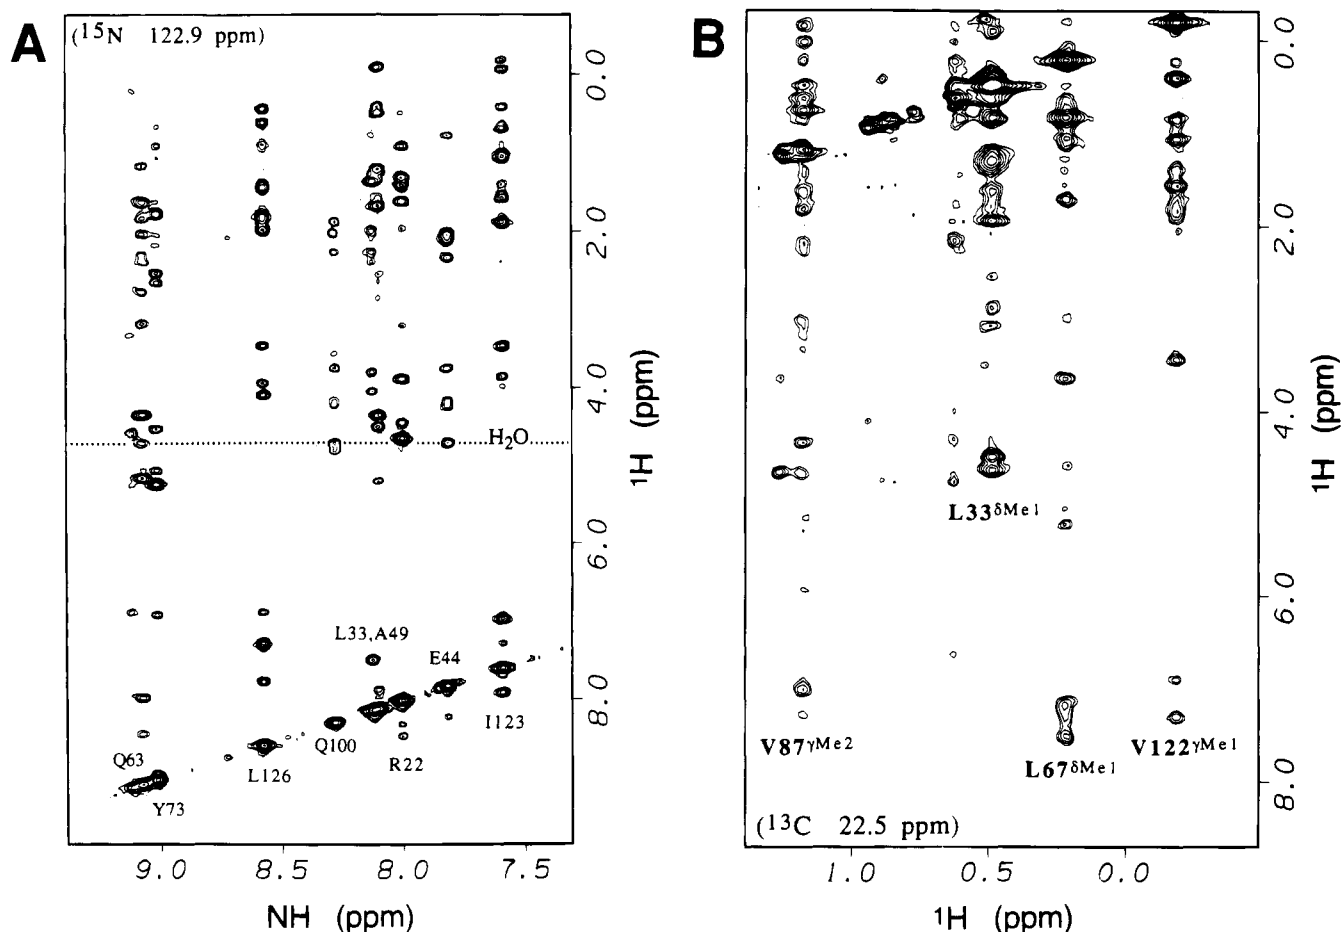 A
(¹⁵N 122.9 ppm)
0.0
2.0
4.0
H₂O
6.0
8.0
¹H (ppm)
L33,A49
E44
I123
Q63
L126
Q100
R22
Y73
9.0 8.5 8.0 7.5
NH (ppm)
B
0.0
2.0
4.0
6.0
8.0
¹H (ppm)
L33δMe1
V87γMe2
V122γMe1
L67δMe1
(¹³C 22.5 ppm)
1.0 0.5 0.0
¹H (ppm)